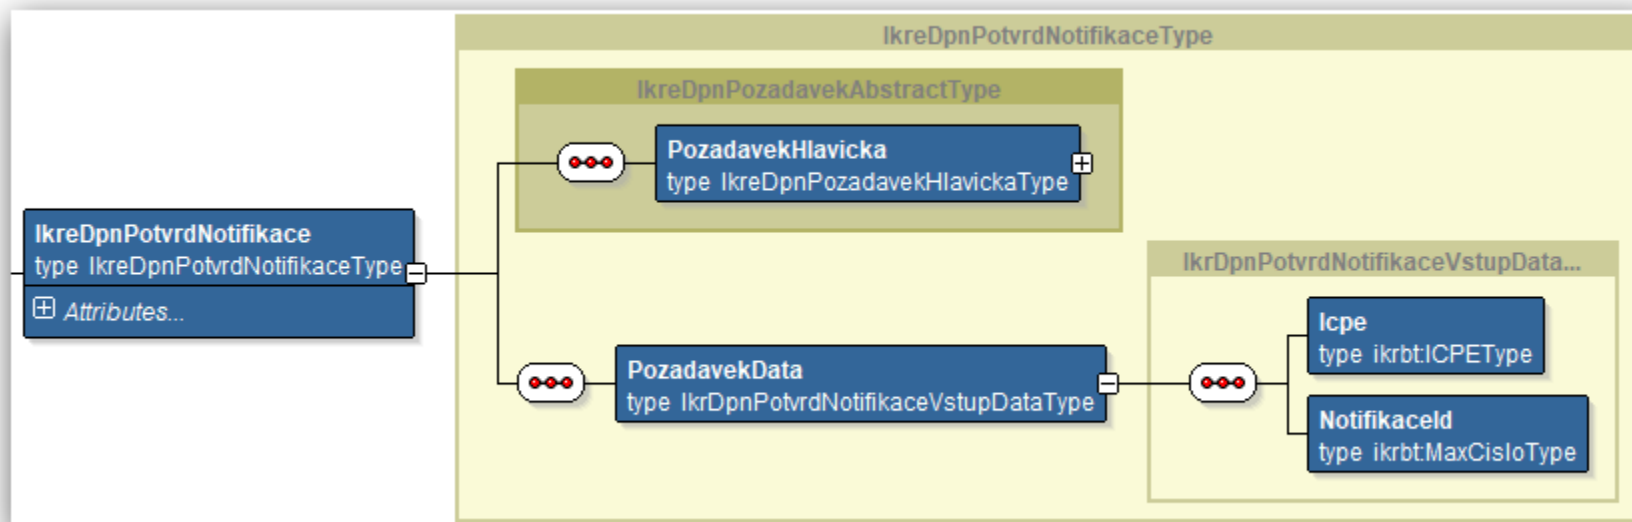 IkreDpnPotvrdNotifikaceType
IkreDpnPozadavekAbstractType
PozadavekHlavicka
type IkreDpnPozadavekHlavickaType
IkreDpnPotvrdNotifikace
type IkreDpnPotvrdNotifikaceType
Attributes...
IkrDpnPotvrdNotifikaceVstupData...
Icpe
type ikrbt:ICPEType
PozadavekData
type IkrDpnPotvrdNotifikaceVstupDataType
NotifikaceId
type ikrbt:MaxCisloType